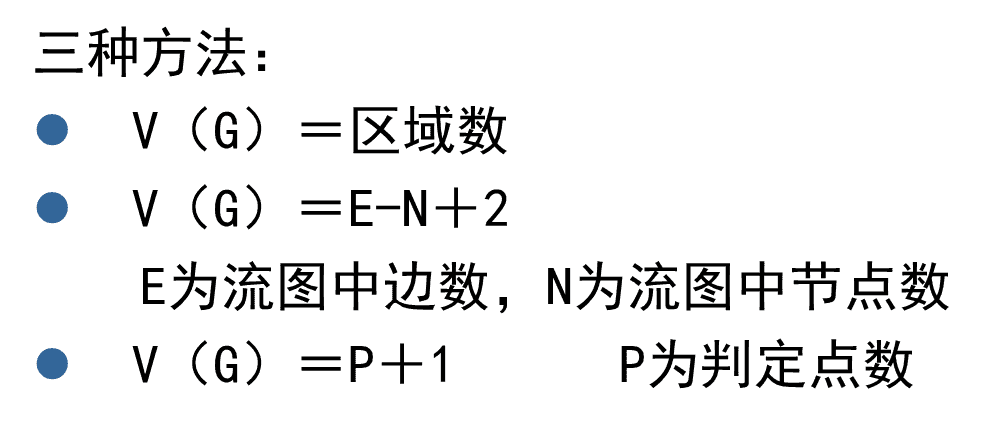 三种方法：
● V（G）＝区域数
● V（G）＝E-N＋2
E为流图中边数，N为流图中节点数
● V（G）＝P＋1 P为判定点数